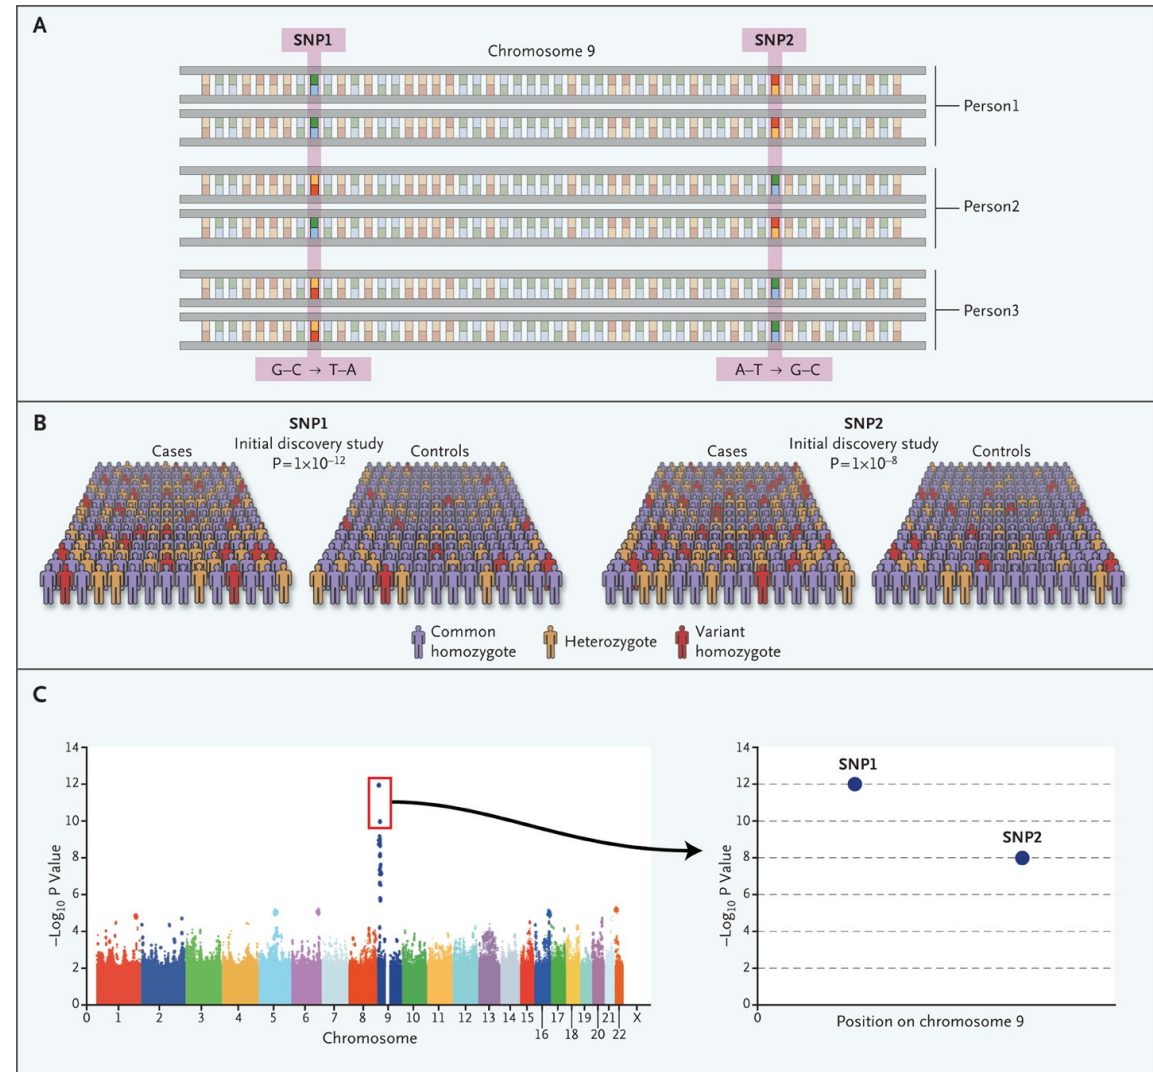 A
SNP1
Chromosome 9
SNP2
Person1
Person2
Person3
G–C → T–A
A–T → G–C
B
SNP1
Initial discovery study
P=1×10–12
Cases
Controls
SNP2
Initial discovery study
P=1×10–8
Cases
Controls
Common
homozygote
Heterozygote
Variant
homozygote
C
14
12
10
8
6
4
2
0
–Log10 P Value
0 1 2 3 4 5 6 7 8 9 10 11 12 13 14 15 16 17 18 19 20 21 22 X
Chromosome
14
12
10
8
6
4
2
0
–Log10 P Value
SNP1
SNP2
0
Position on chromosome 9